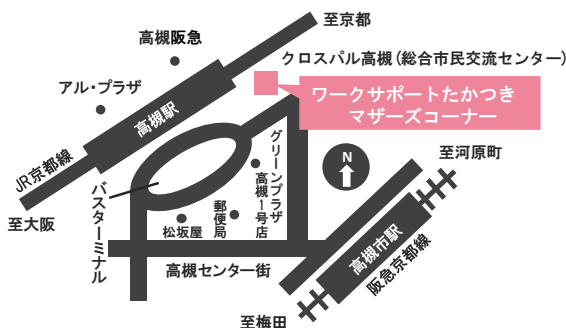 至京都
高槻阪急
クロスパル高槻(総合市民交流センター)
アル・プラザ
ワークサポートたかつき
マザーズコーナー
高槻駅
JR京都線
グリーンプラザ
高槻1号店
N
至河原町
バスターミナル
至大阪
松坂屋
郵便局
高槻市駅
阪急京都線
高槻センター街
至梅田